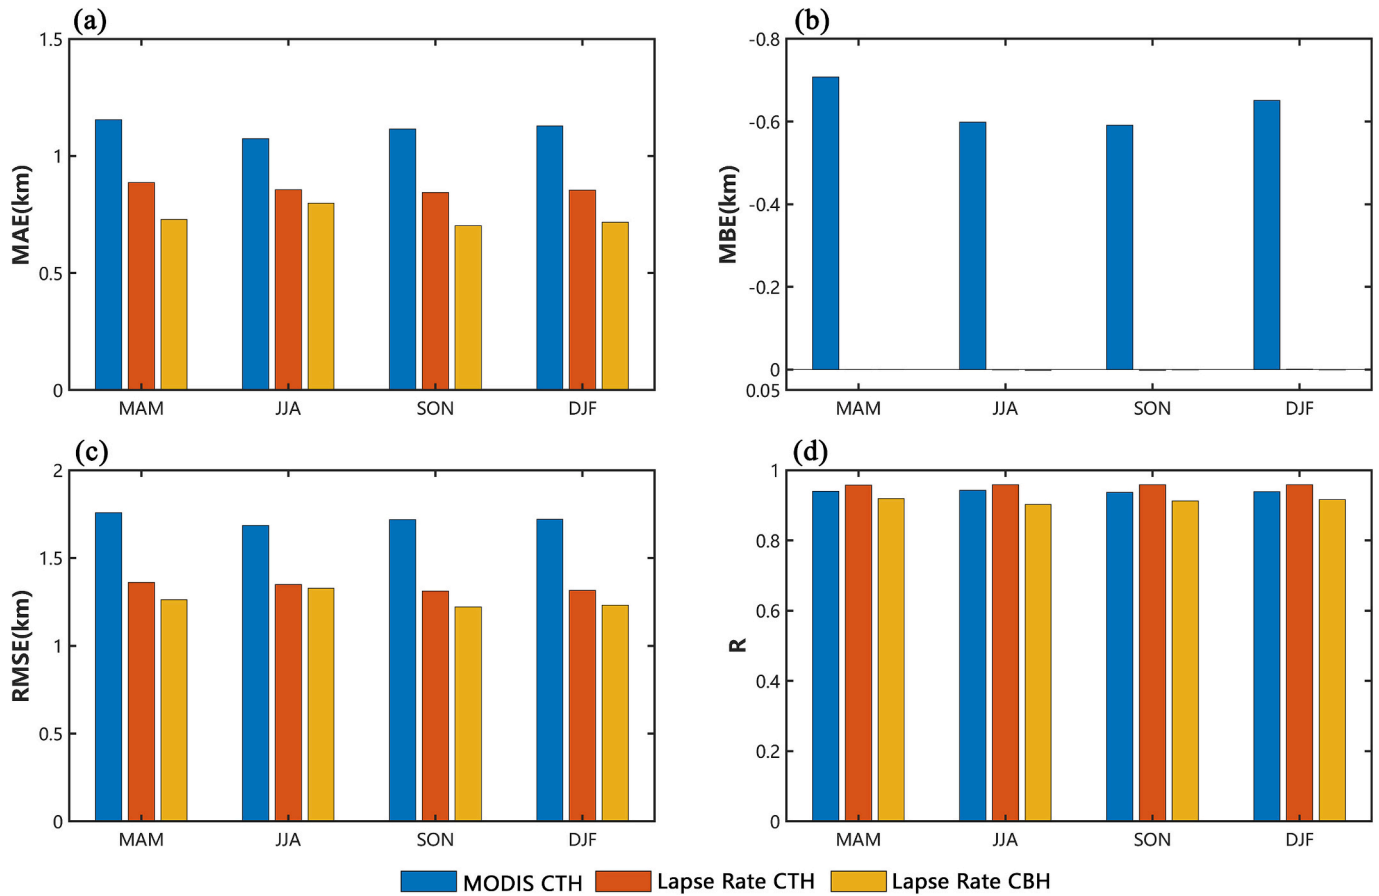 (a)
1.5
1
0.5
0
MAE(km)
MAM JJA SON DJF
(b)
-0.8
-0.6
-0.4
-0.2
0
0.05
MBE(km)
MAM JJA SON DJF
(c)
2
1.5
1
0.5
0
RMSE(km)
MAM JJA SON DJF
(d)
1
0.8
0.6
0.4
0.2
0
R
MAM JJA SON DJF
MODIS CTH Lapse Rate CTH Lapse Rate CBH